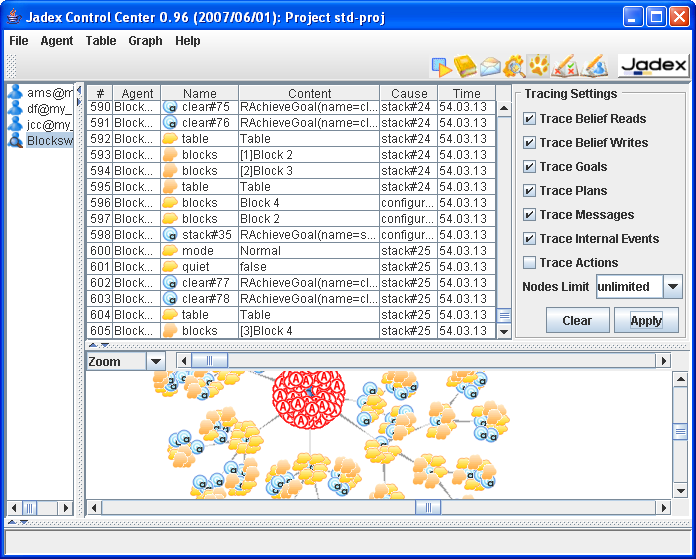 Jadex Control Center 0.96 (2007/06/01): Project std-proj
File Agent Table Graph Help
Jadex
ams@m
df@my_
jcc@my_
Blocksw
# Agent Name Content Cause Time
590 Block... clear#75 RAchieveGoal(name=cl... stack#24 54.03.13
591 Block... clear#76 RAchieveGoal(name=cl... stack#24 54.03.13
592 Block... table Table stack#24 54.03.13
593 Block... blocks [1]Block 2 stack#24 54.03.13
594 Block... blocks [2]Block 3 stack#24 54.03.13
595 Block... table Table stack#24 54.03.13
596 Block... blocks Block 4 configur... 54.03.13
597 Block... blocks Block 2 configur... 54.03.13
598 Block... stack#35 RAchieveGoal(name=s... configur... 54.03.13
600 Block... mode Normal stack#25 54.03.13
601 Block... quiet false stack#25 54.03.13
602 Block... clear#77 RAchieveGoal(name=cl... stack#25 54.03.13
603 Block... clear#78 RAchieveGoal(name=cl... stack#25 54.03.13
604 Block... table Table stack#25 54.03.13
605 Block... blocks [3]Block 4 stack#25 54.03.13
Tracing Settings
Trace Belief Reads
Trace Belief Writes
Trace Goals
Trace Plans
Trace Messages
Trace Internal Events
Trace Actions
Nodes Limit unlimited
Clear Apply
Zoom